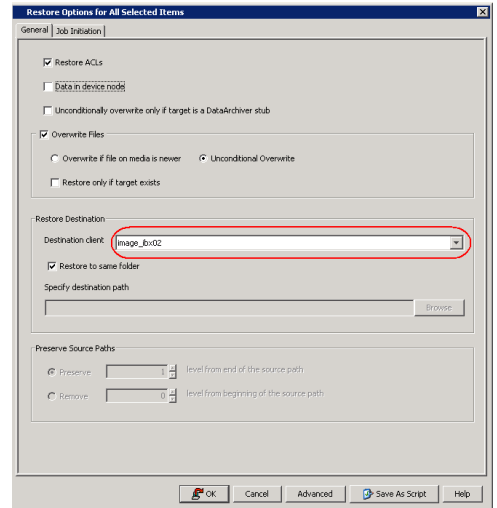 Restore Options for All Selected Items
General Job Initiation
Restore ACLs
Data in device node
Unconditionally overwrite only if target is a DataArchiver stub
Overwrite Files
Overwrite if file on media is newer Unconditional Overwrite
Restore only if target exists
Restore Destination
Destination client image_ibx02
Restore to same folder
Specify destination path
Browse
Preserve Source Paths
Preserve 1 level from end of the source path
Remove 0 level from beginning of the source path
OK Cancel Advanced Save As Script Help